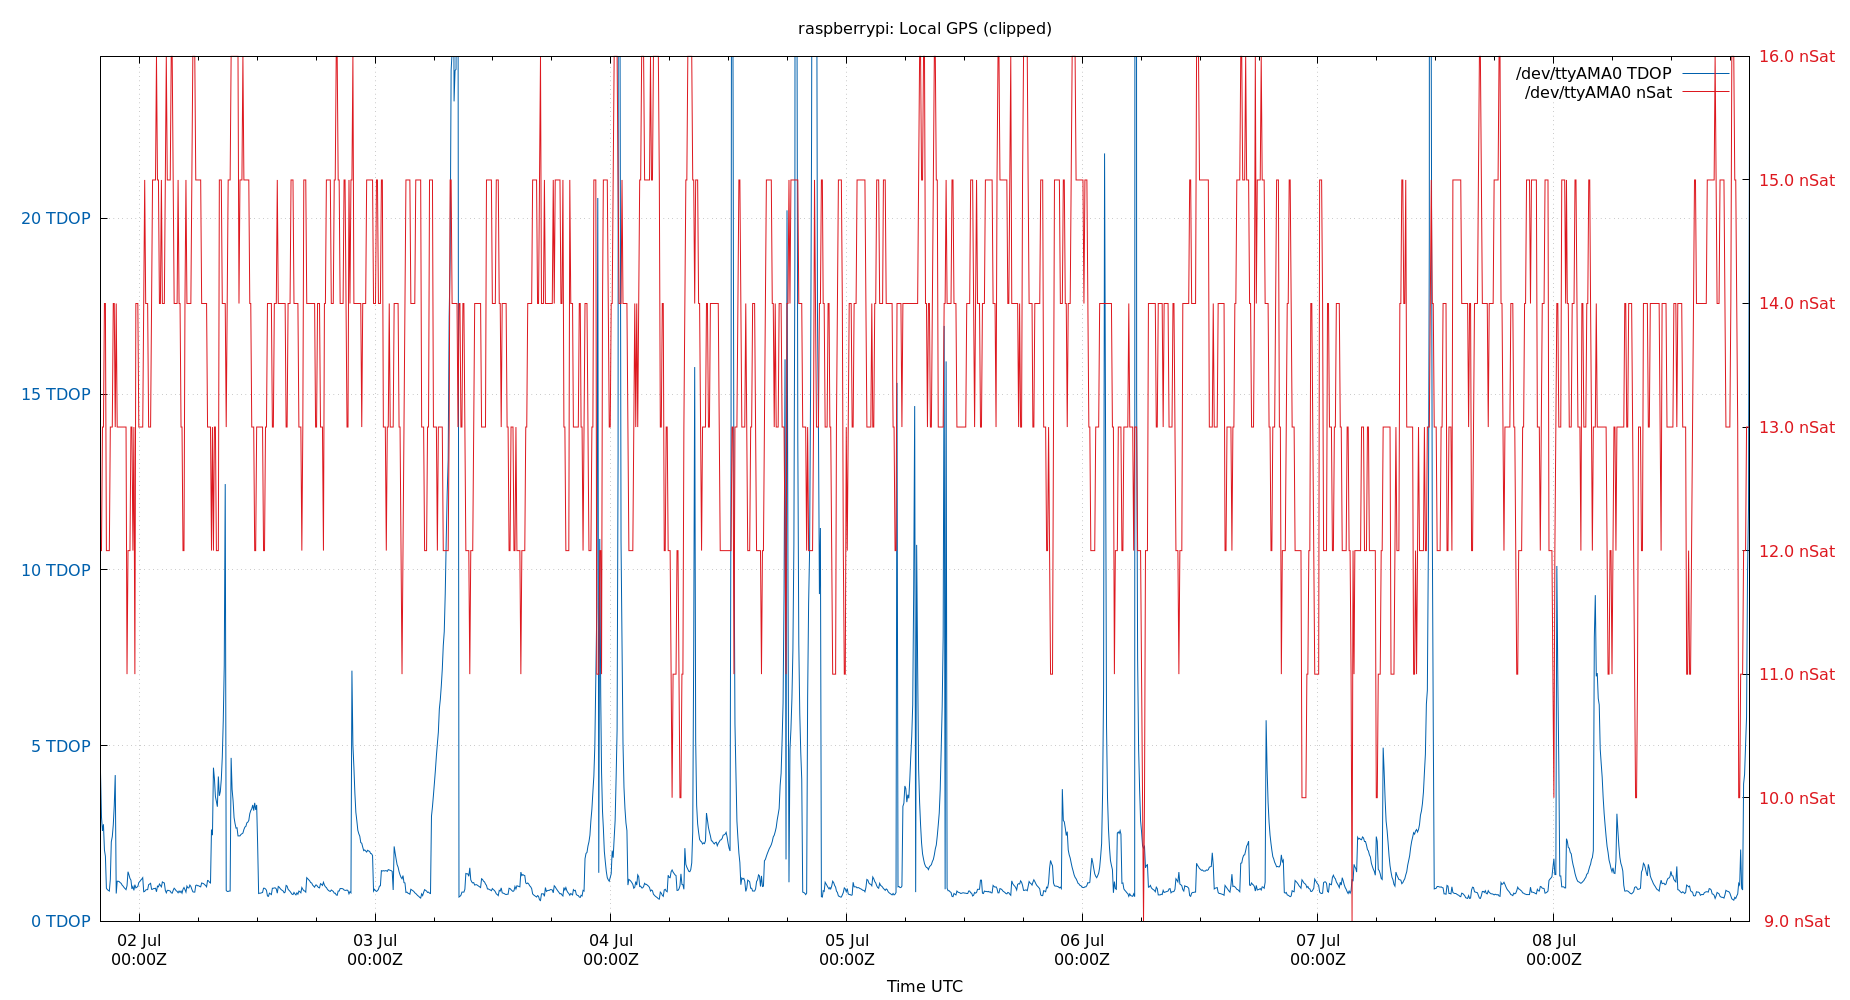 raspberrypi: Local GPS (clipped)
/dev/ttyAMA0 TDOP
/dev/ttyAMA0 nSat
20 TDOP
15 TDOP
10 TDOP
5 TDOP
0 TDOP
16.0 nSat
15.0 nSat
14.0 nSat
13.0 nSat
12.0 nSat
11.0 nSat
10.0 nSat
9.0 nSat
02 Jul
00:00Z
03 Jul
00:00Z
04 Jul
00:00Z
05 Jul
00:00Z
06 Jul
00:00Z
07 Jul
00:00Z
08 Jul
00:00Z
Time UTC